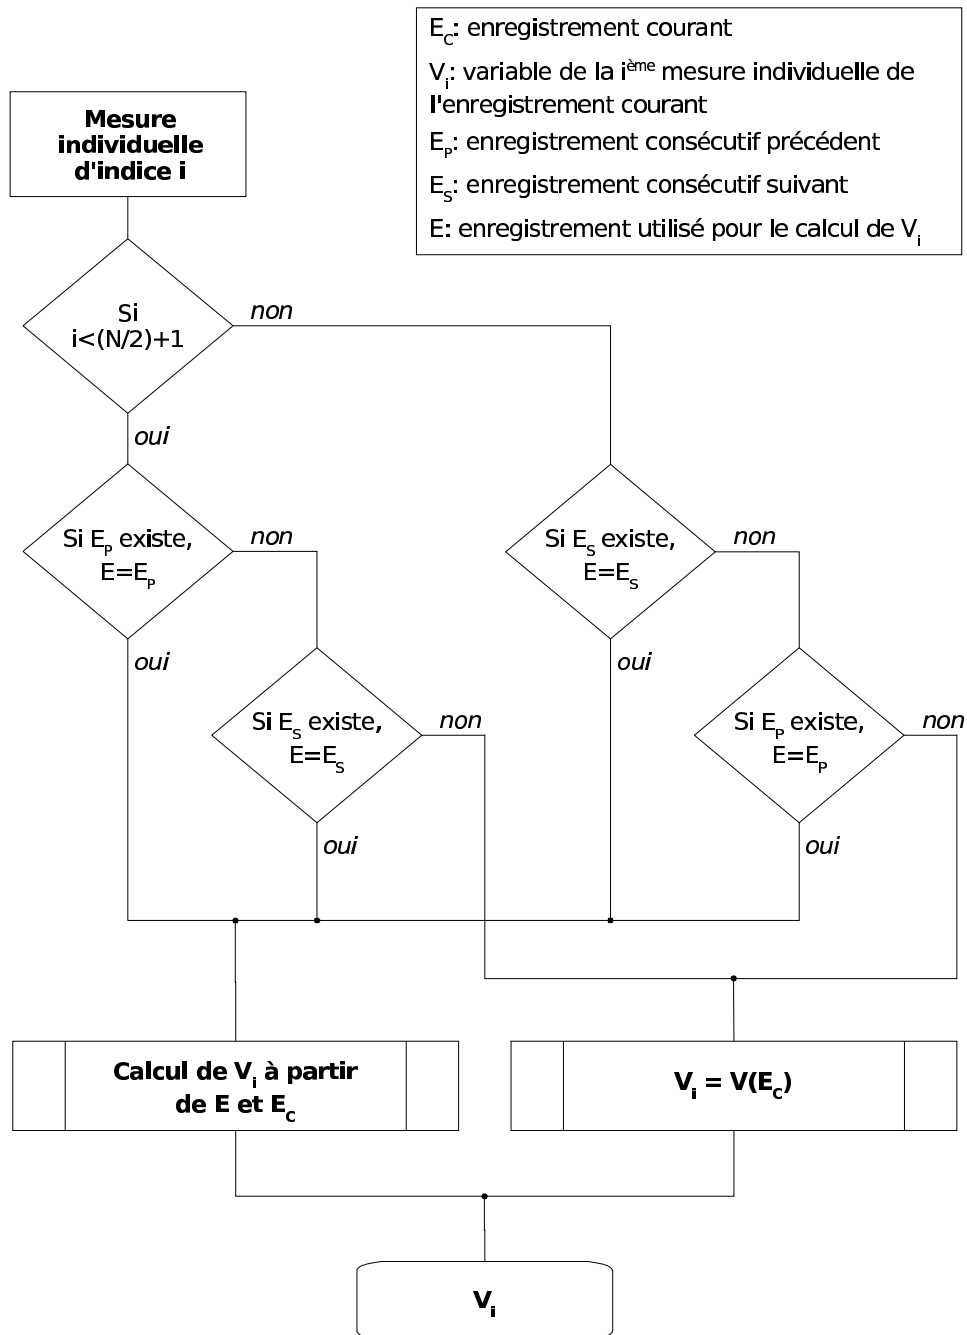 E_C: enregistrement courant
V_i: variable de la i^ème mesure individuelle de
l'enregistrement courant
E_P: enregistrement consécutif précédent
E_S: enregistrement consécutif suivant
E: enregistrement utilisé pour le calcul de V_i
Mesure
individuelle
d'indice i
Si
i<(N/2)+1
non
oui
Si E_P existe,
E=E_P
non
oui
Si E_S existe,
E=E_S
non
oui
Si E_S existe,
E=E_S
non
oui
Si E_P existe,
E=E_P
non
oui
Calcul de V_i à partir
de E et E_C
V_i = V(E_C)
V_i